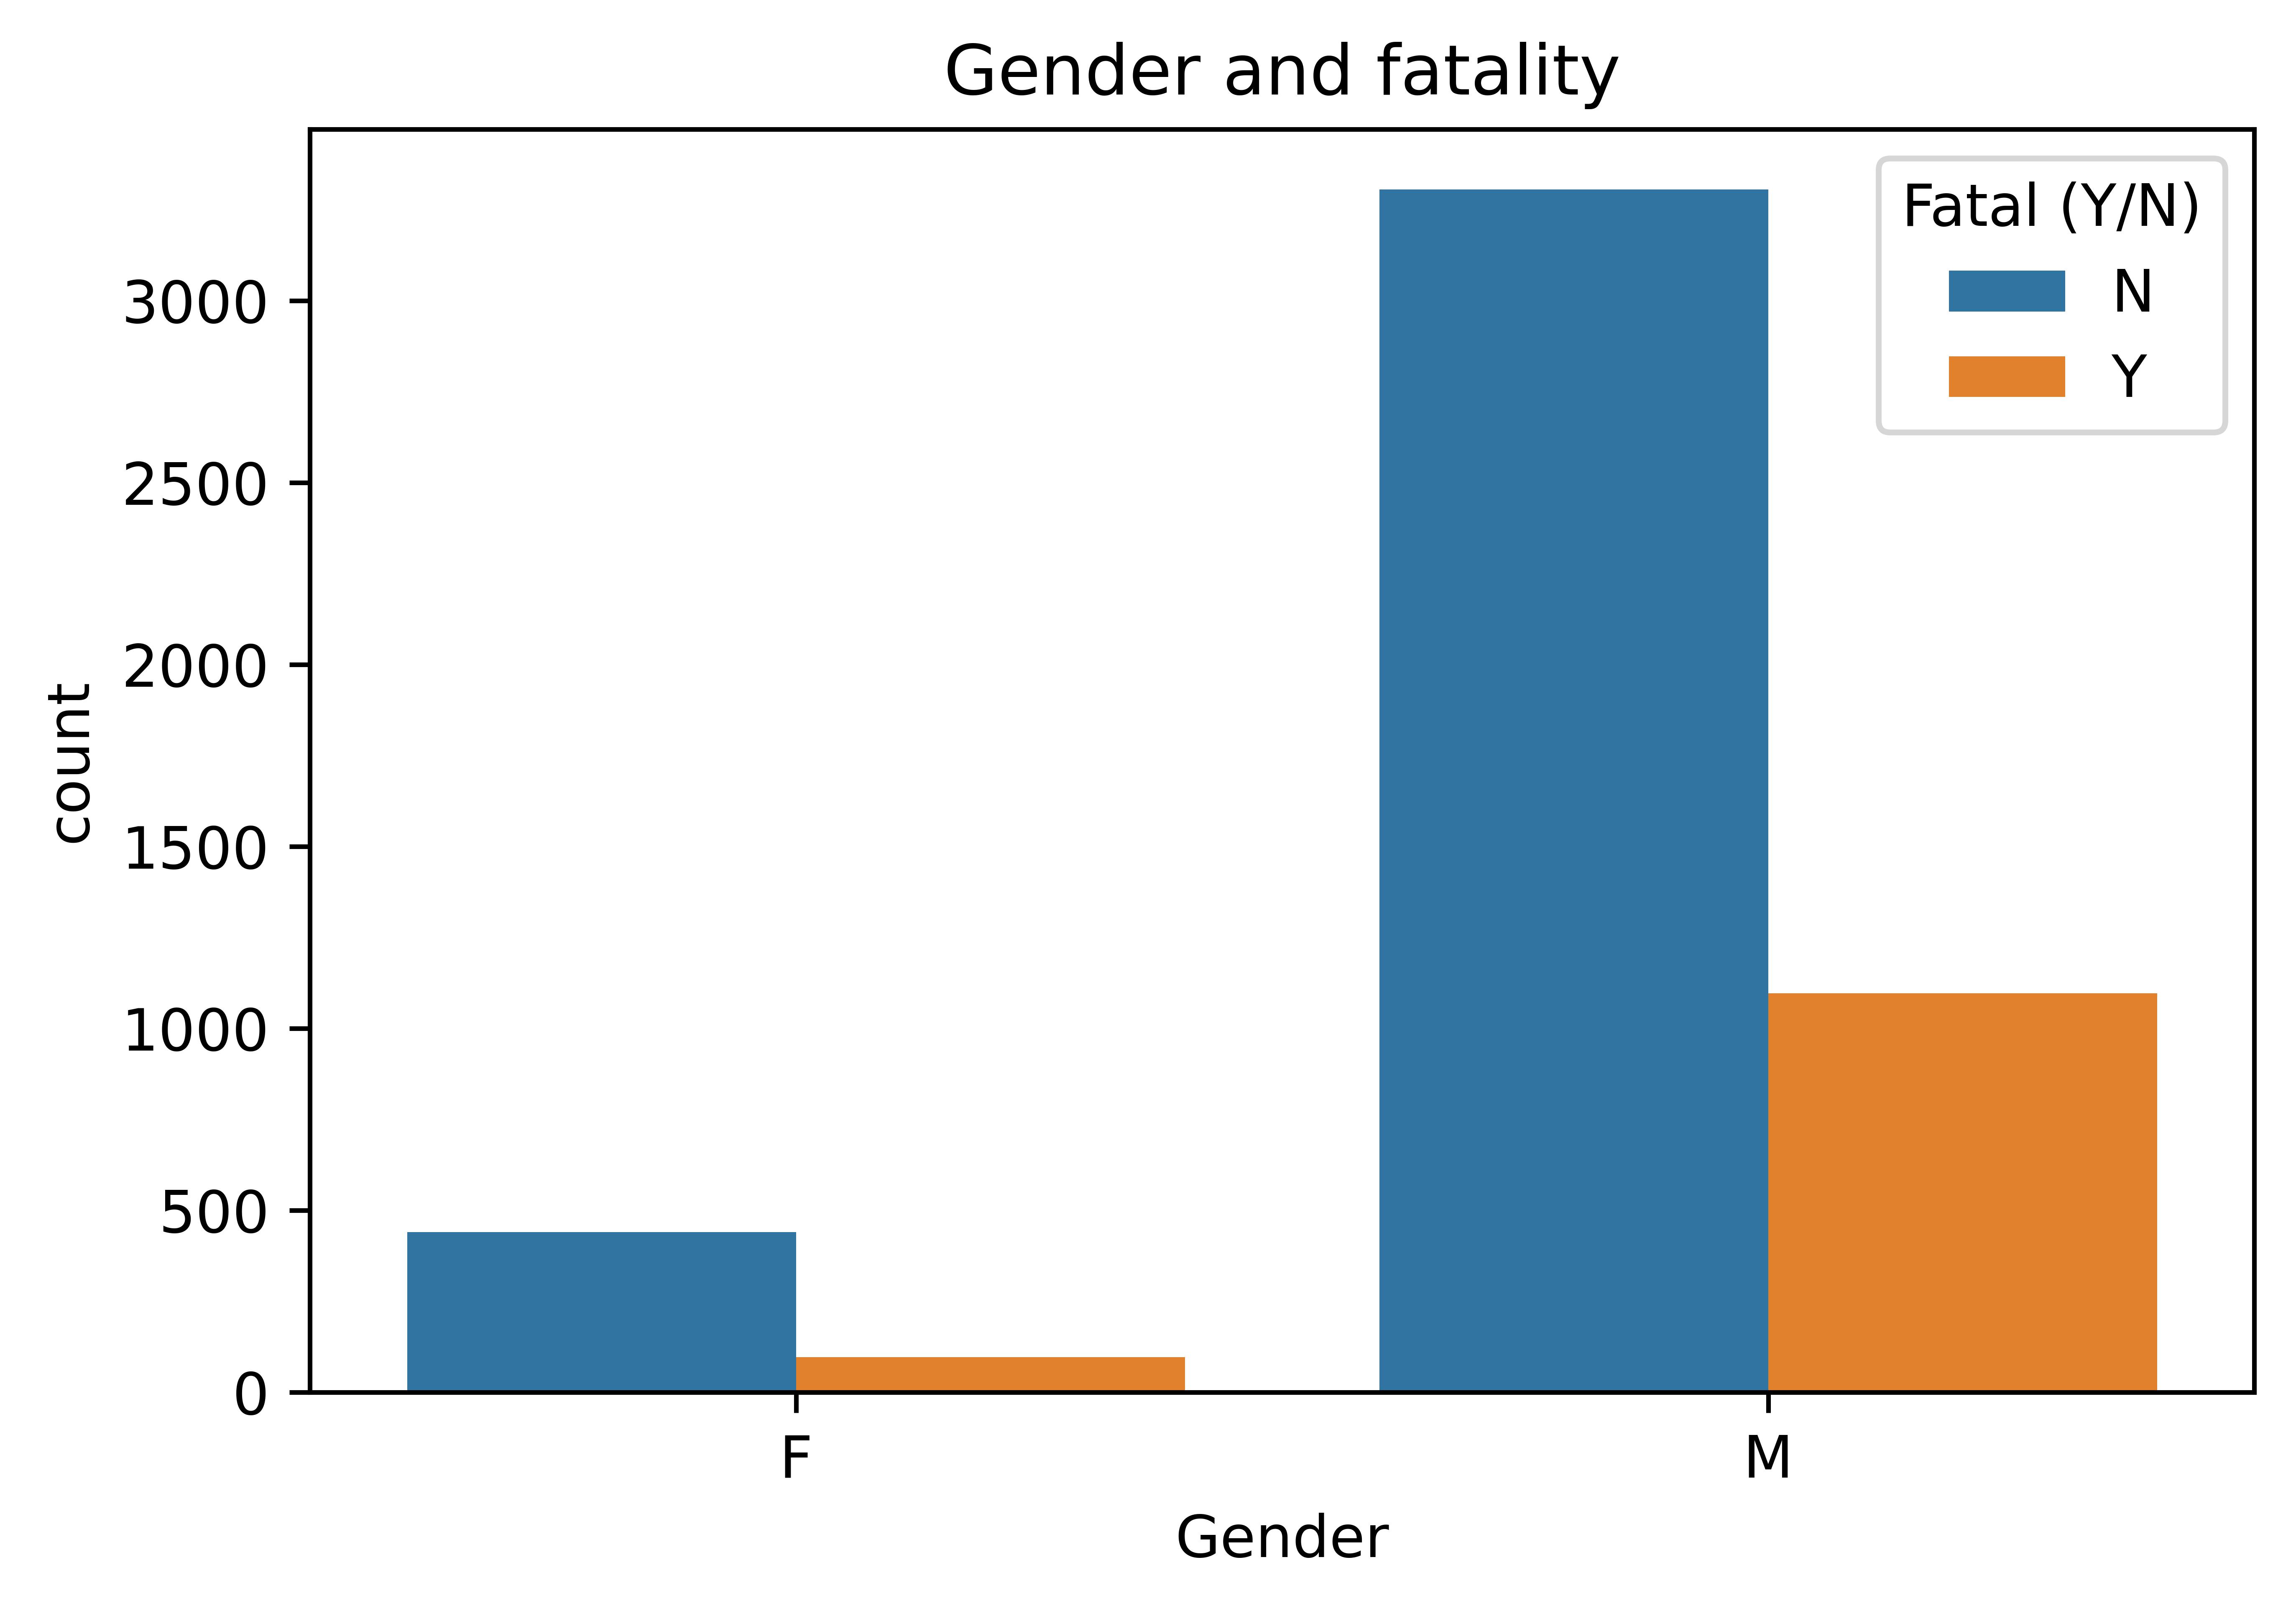 Gender and fatality
Fatal (Y/N)
N
Y
3000
2500
2000
1500
1000
500
0
count
F
M
Gender